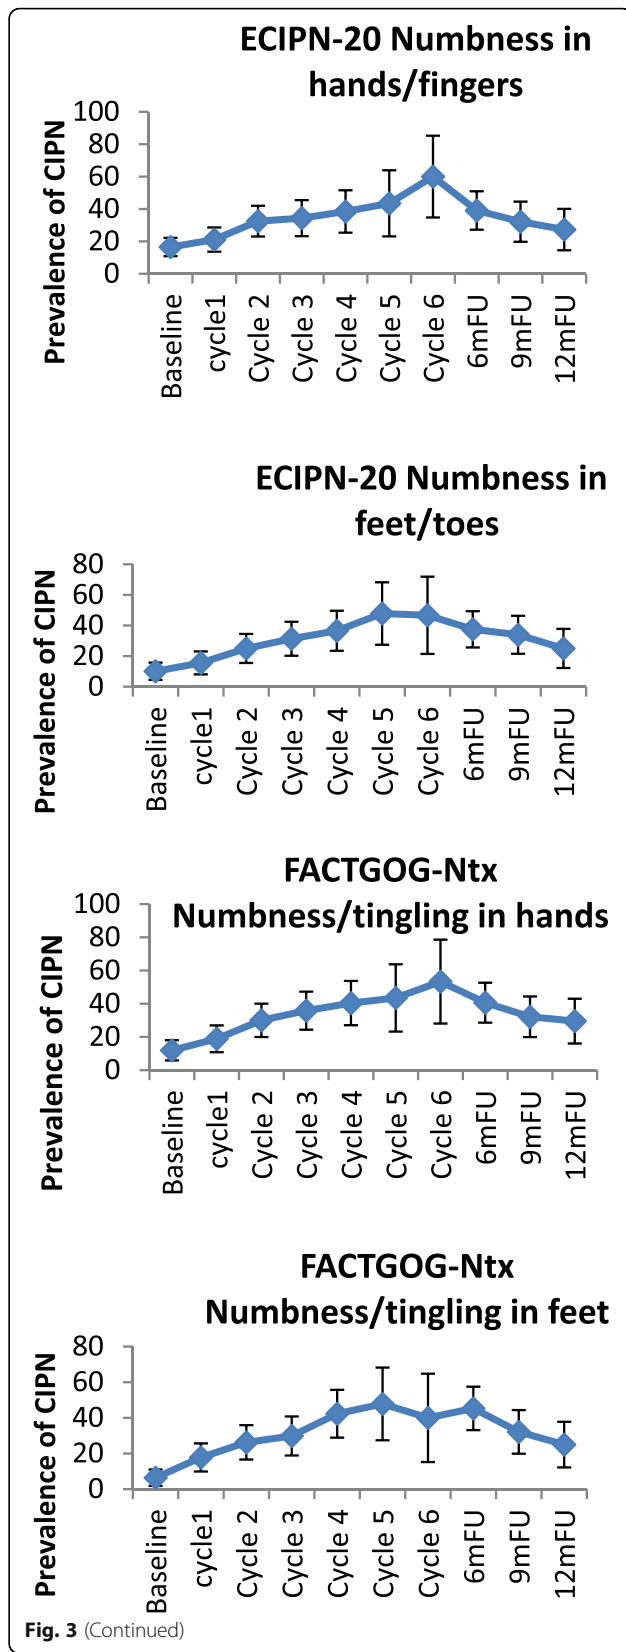 ECIPN-20 Numbness in
hands/fingers
Prevalence of CIPN
100
80
60
40
20
0
Baseline
cycle1
Cycle 2
Cycle 3
Cycle 4
Cycle 5
Cycle 6
6mFU
9mFU
12mFU
ECIPN-20 Numbness in
feet/toes
Prevalence of CIPN
80
60
40
20
0
Baseline
cycle1
Cycle 2
Cycle 3
Cycle 4
Cycle 5
Cycle 6
6mFU
9mFU
12mFU
FACTGOG-Ntx
Numbness/tingling in hands
Prevalence of CIPN
100
80
60
40
20
0
Baseline
cycle1
Cycle 2
Cycle 3
Cycle 4
Cycle 5
Cycle 6
6mFU
9mFU
12mFU
FACTGOG-Ntx
Numbness/tingling in feet
Prevalence of CIPN
80
60
40
20
0
Baseline
cycle1
Cycle 2
Cycle 3
Cycle 4
Cycle 5
Cycle 6
6mFU
9mFU
12mFU
Fig. 3 (Continued)